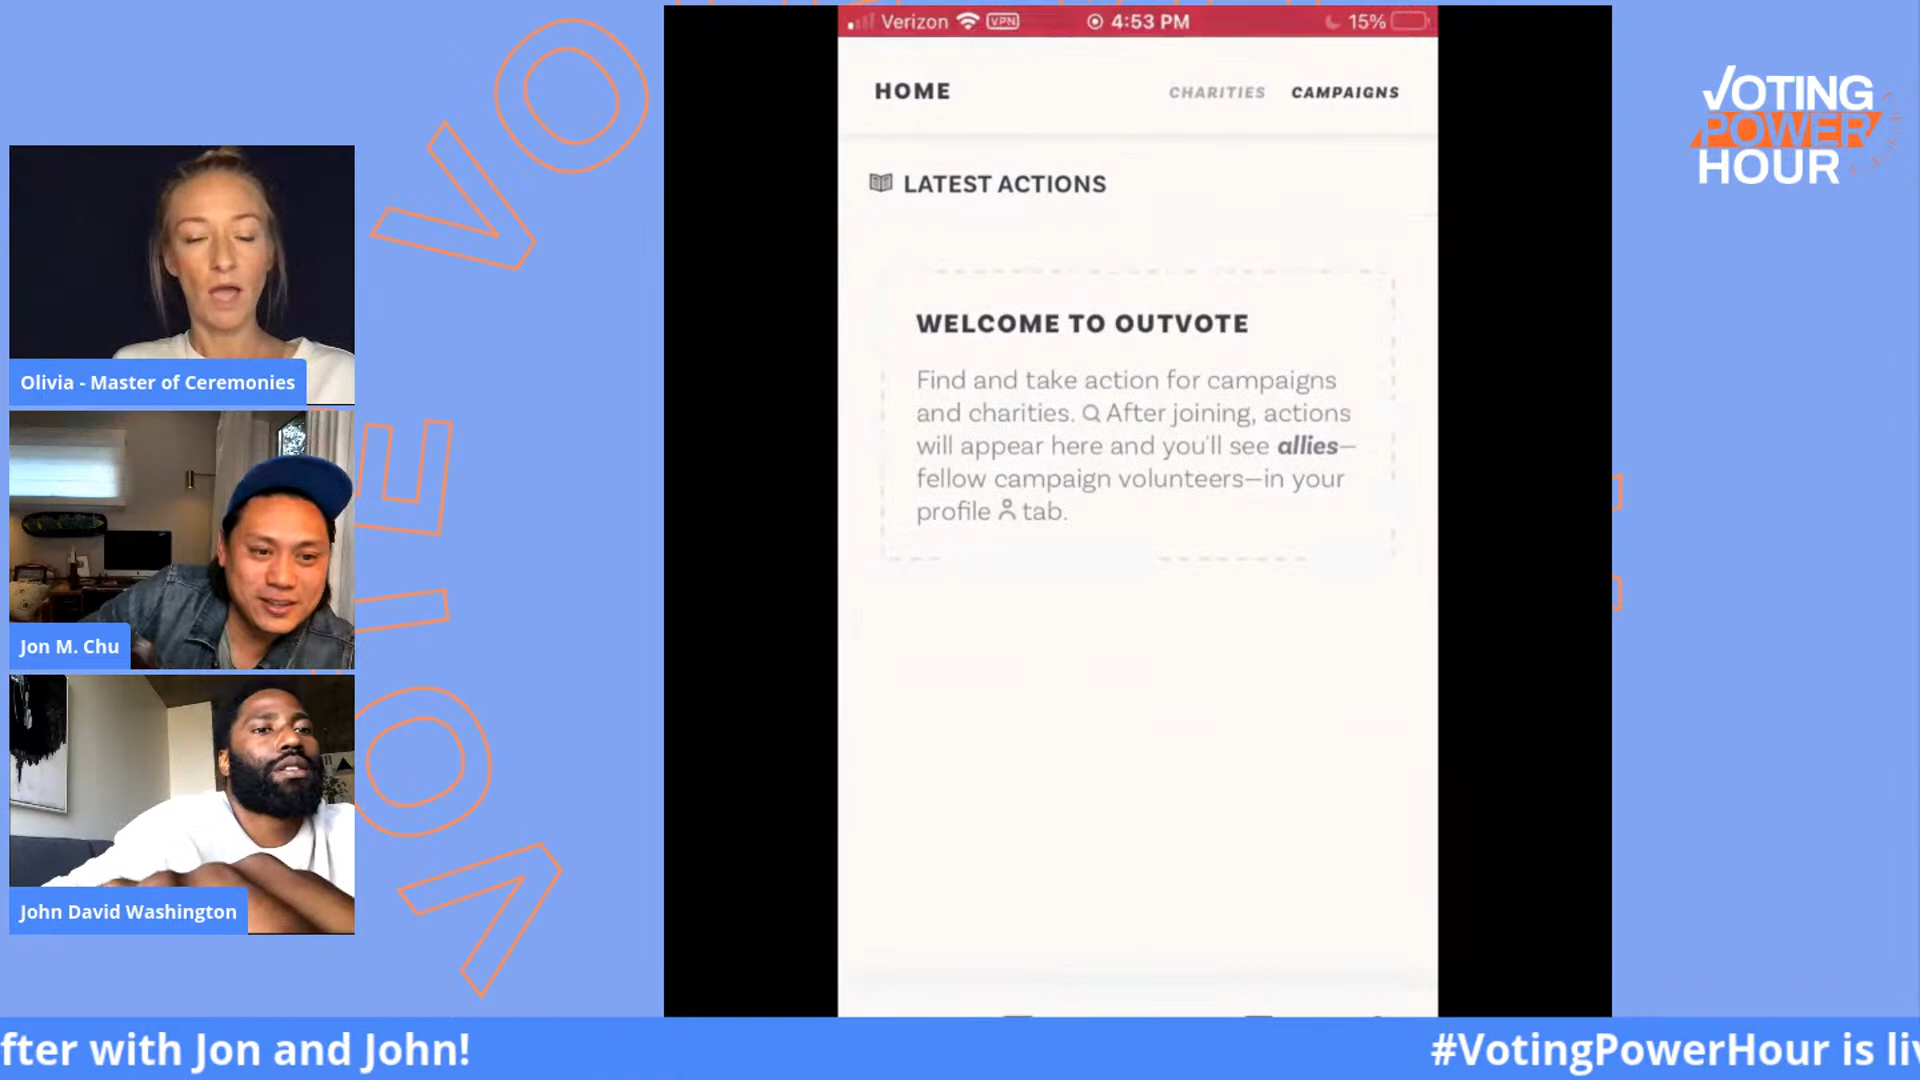 Verizon VPN 4:53 PM 15%
HOME CHARITIES CAMPAIGNS
LATEST ACTIONS
WELCOME TO OUTVOTE
Find and take action for campaigns
and charities. After joining, actions
will appear here and you'll see allies—
fellow campaign volunteers—in your
profile tab.
VOTING
POWER
HOUR
Olivia - Master of Ceremonies
Jon M. Chu
John David Washington
VOTE
VO
fter with Jon and John!
#VotingPowerHour is liv